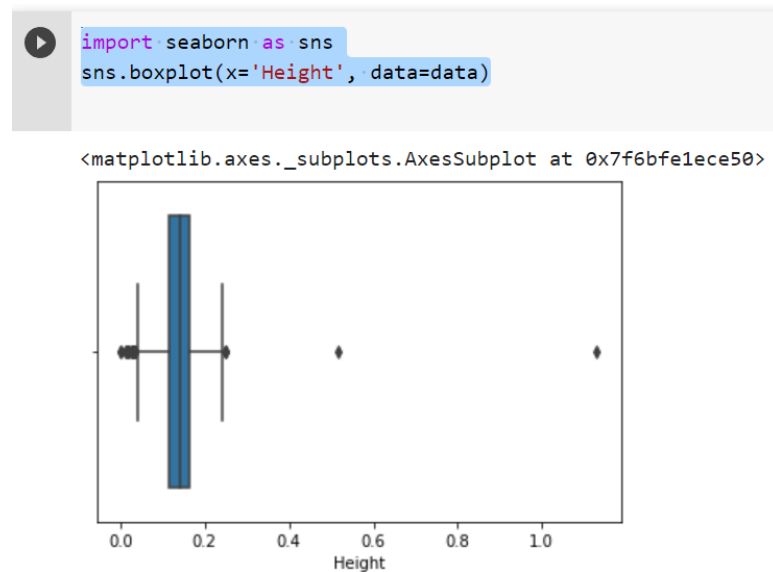 import seaborn as sns
sns.boxplot(x='Height', data=data)
<matplotlib.axes._subplots.AxesSubplot at 0x7f6bfe1ece50>
0.0 0.2 0.4 0.6 0.8 1.0
Height